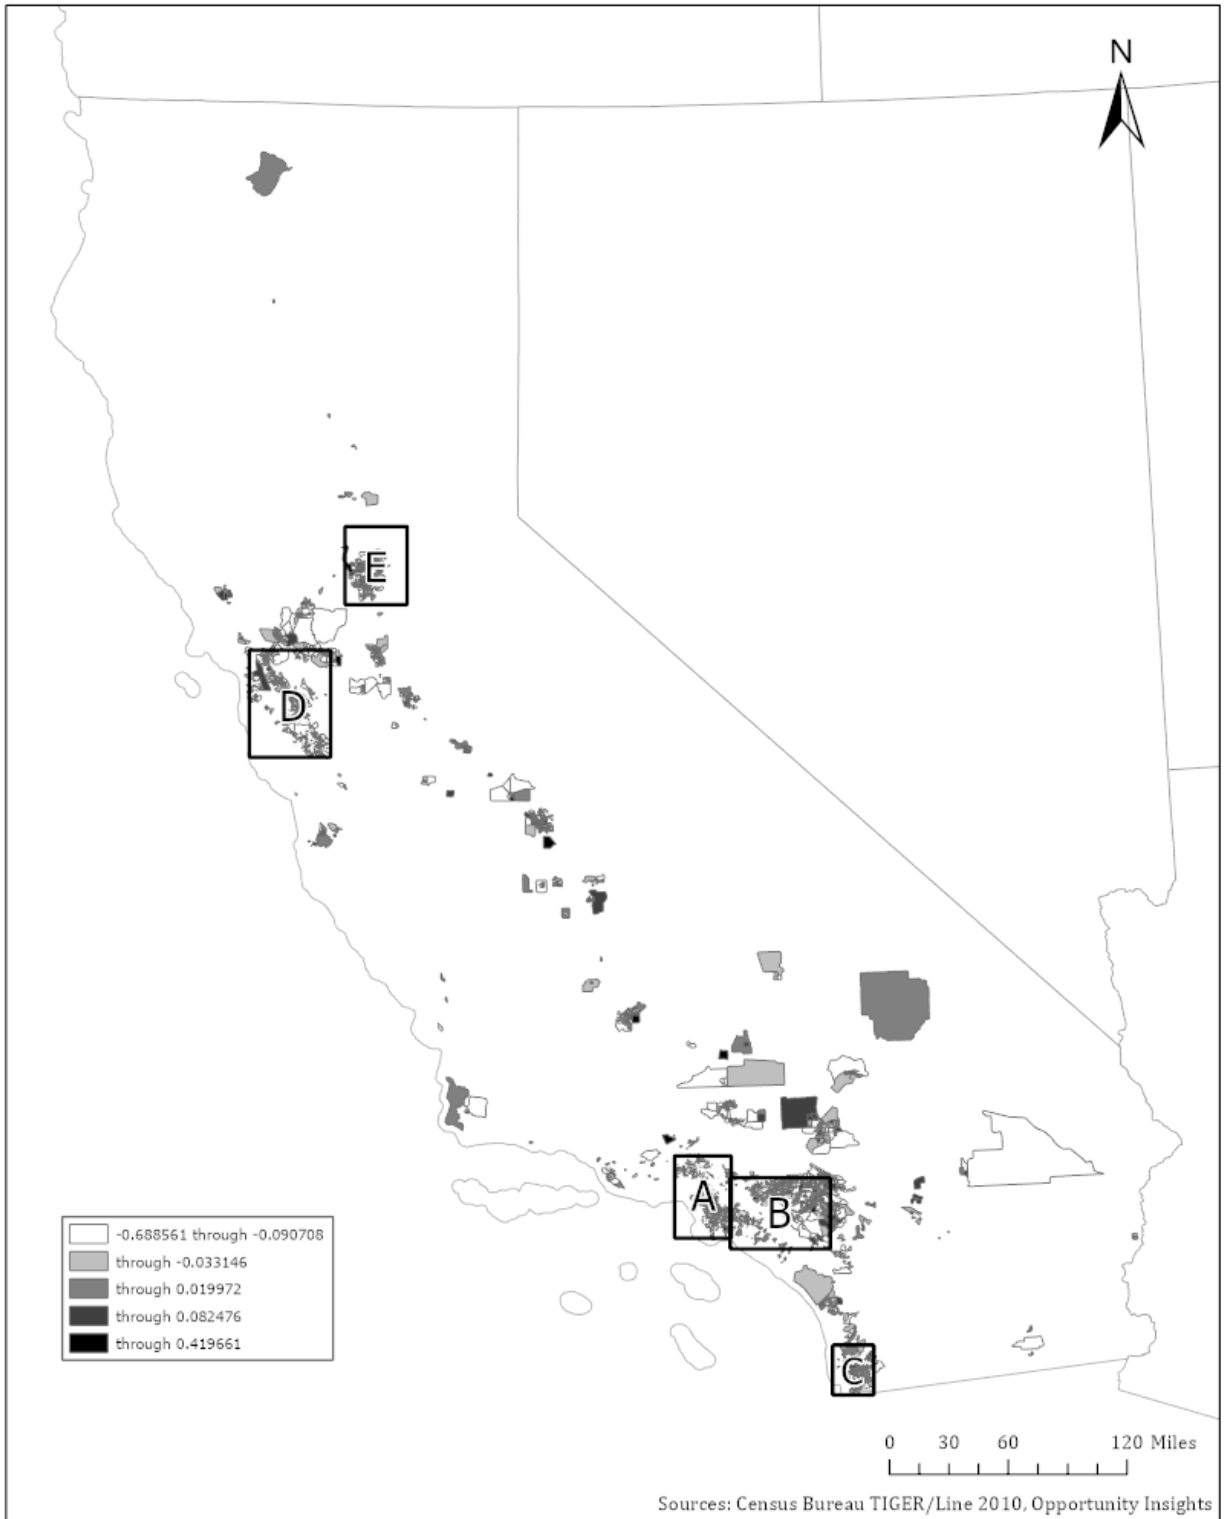 N
E
D
A
B
C
-0.688561 through -0.090708
through -0.033146
through 0.019972
through 0.082476
through 0.419661
0 30 60 120 Miles
Sources: Census Bureau TIGER/Line 2010, Opportunity Insights